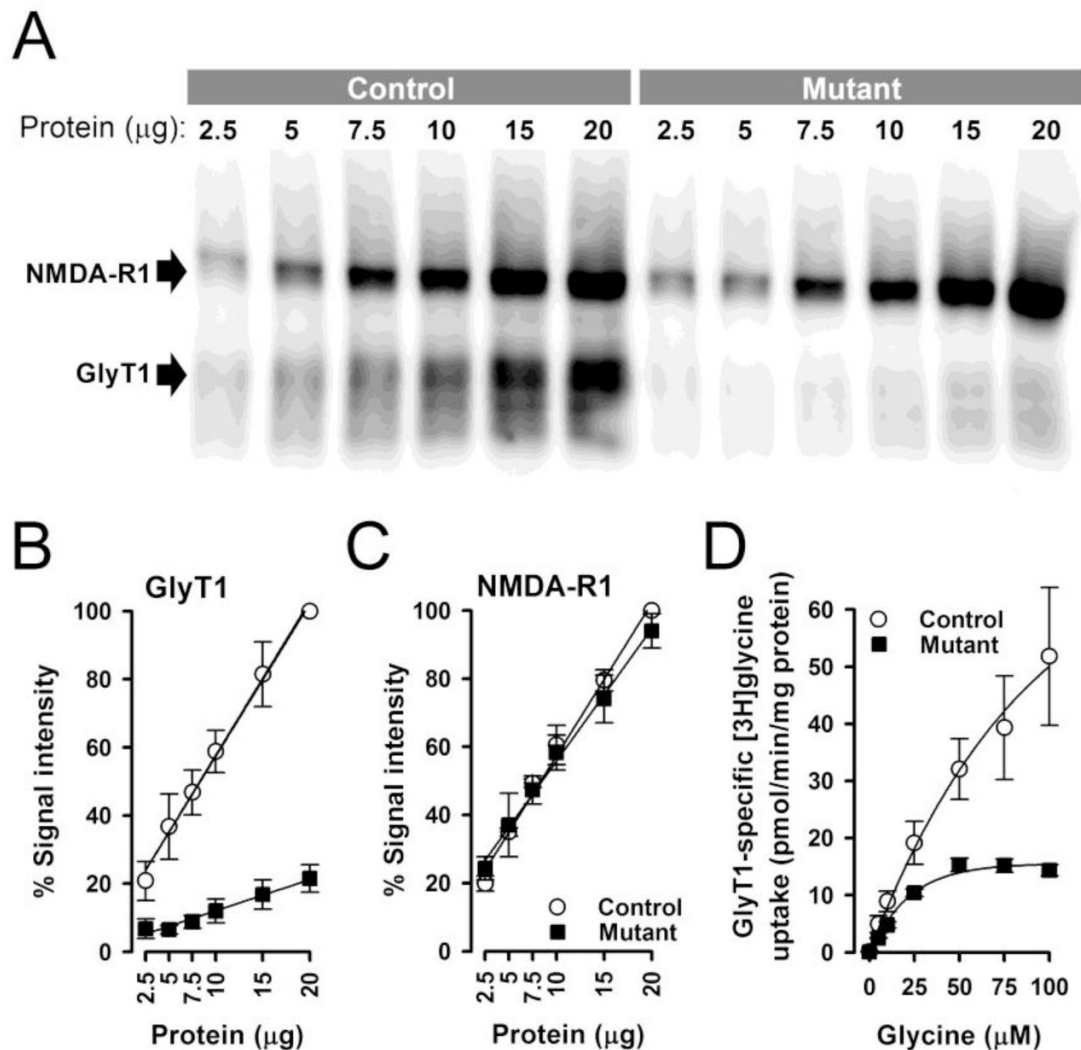 A
Control Mutant
Protein (μg): 2.5 5 7.5 10 15 20 2.5 5 7.5 10 15 20
NMDA-R1
GlyT1
B
GlyT1
% Signal intensity
100
80
60
40
20
0
2.5 5 7.5 10 15 20
Protein (μg)
C
NMDA-R1
% Signal intensity
100
80
60
40
20
0
Control
Mutant
2.5 5 7.5 10 15 20
Protein (μg)
D
GlyT1-specific [3H]glycine
uptake (pmol/min/mg protein)
60
50
40
30
20
10
0
Control
Mutant
0 25 50 75 100
Glycine (μM)